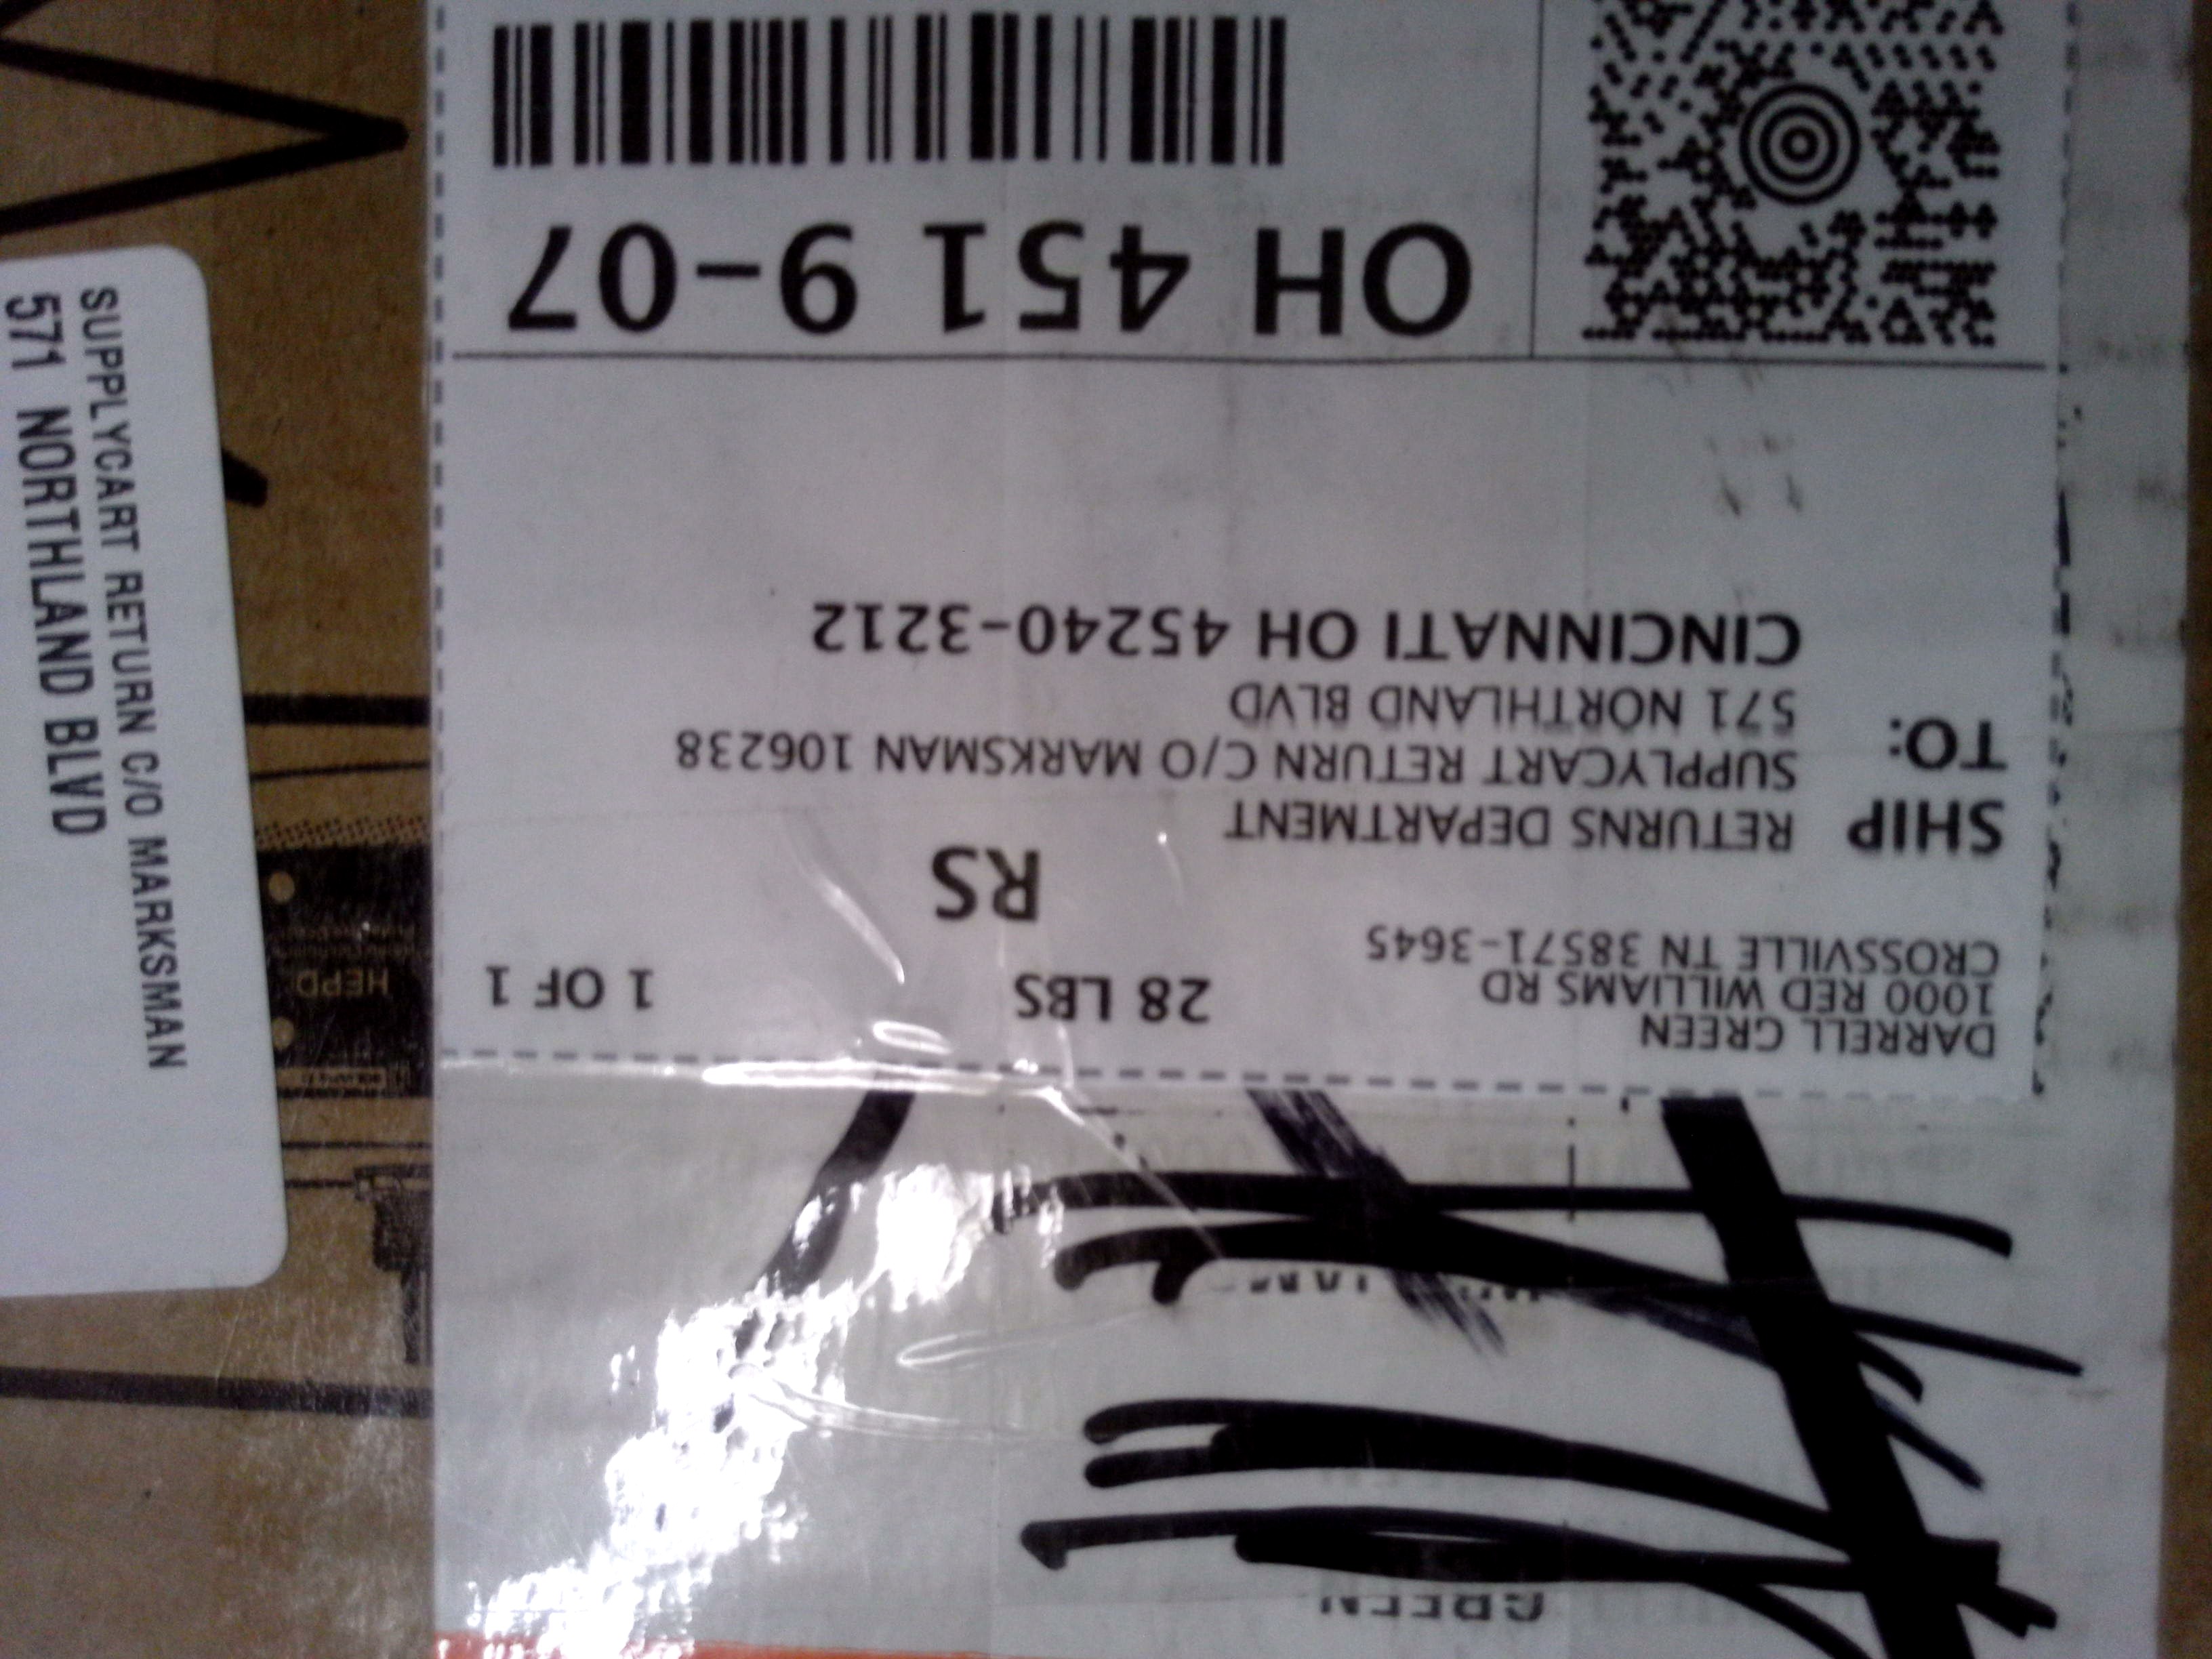 DARRELL GREEN
1000 RED WILLIAMS RD
CROSSVILLE TN 38571-3645
28 LBS
1 OF 1
RS
SHIP
TO:
RETURNS DEPARTMENT
SUPPLYCART RETURN C/O MARKSMAN 106238
571 NORTHLAND BLVD
CINCINNATI OH 45240-3212
OH 451 9-07
SUPPLYCART RETURN C/O MARKSMAN
571 NORTHLAND BLVD
HEPD
GREEN